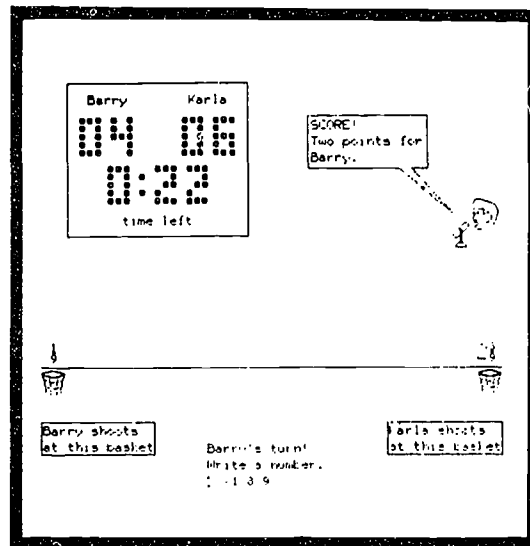 Barry Karla
04 06
0:22
time left
SCORE!
Two points for
Barry.
Barry shoots
at this basket
Karla shoots
at this basket
Barry's turn!
Write a number.